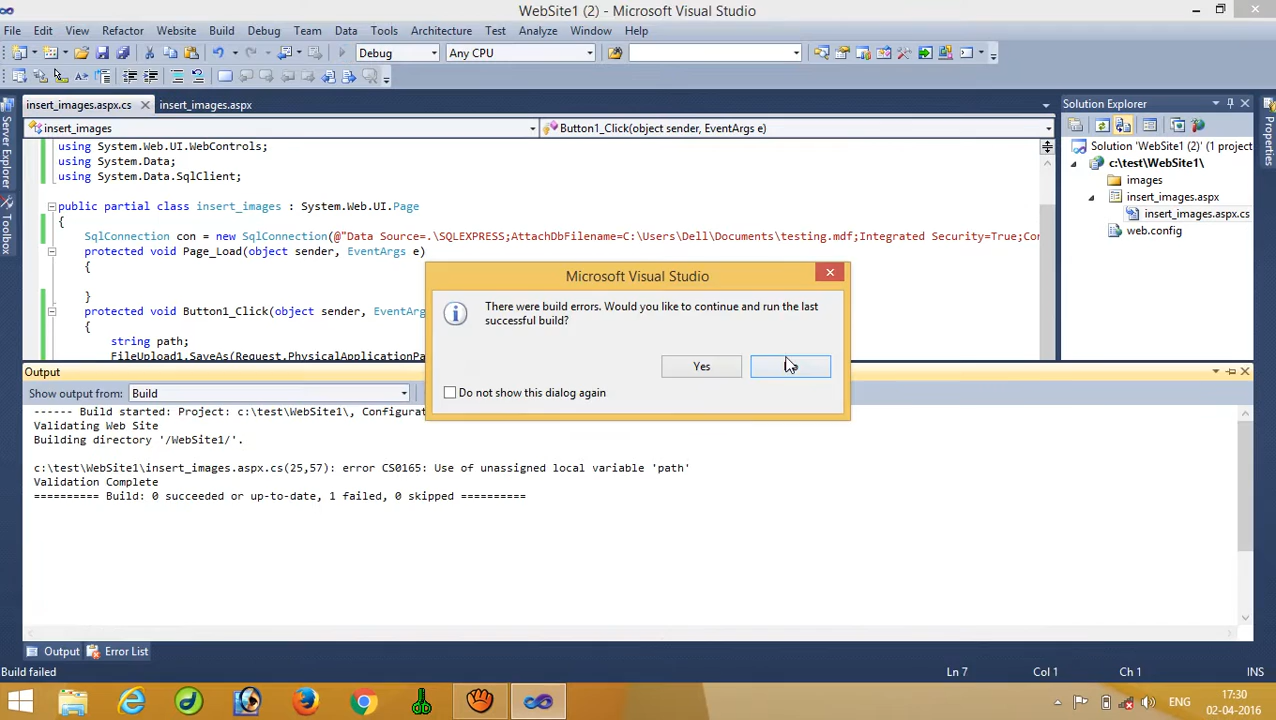 WebSite1 (2) - Microsoft Visual Studio
File Edit View Refactor Website Build Debug Team Data Tools Architecture Test Analyze Window Help
Debug Any CPU
insert_images.aspx.cs insert_images.aspx
insert_images Button1_Click(object sender, EventArgs e)
using System.Web.UI.WebControls;
using System.Data;
using System.Data.SqlClient;
public partial class insert_images : System.Web.UI.Page
{
SqlConnection con = new SqlConnection(@"Data Source=.\SQLEXPRESS;AttachDbFilename=C:\Users\Dell\Documents\testing.mdf;Integrated Security=True;Con
protected void Page_Load(object sender, EventArgs e)
{
}
protected void Button1_Click(object sender, EventArg
{
string path;
FileUpload1.SaveAs(Request.PhysicalApplicationPa
Server Explorer
Toolbox
Solution Explorer
Solution 'WebSite1 (2)' (1 project
c:\test\WebSite1\
images
insert_images.aspx
insert_images.aspx.cs
web.config
Properties
Microsoft Visual Studio
There were build errors. Would you like to continue and run the last
successful build?
Yes
Do not show this dialog again
Output
Show output from: Build
------ Build started: Project: c:\test\WebSite1\, Configurat
Validating Web Site
Building directory '/WebSite1/'.
c:\test\WebSite1\insert_images.aspx.cs(25,57): error CS0165: Use of unassigned local variable 'path'
Validation Complete
========== Build: 0 succeeded or up-to-date, 1 failed, 0 skipped ==========
Output Error List
Build failed Ln 7 Col 1 Ch 1 INS
ENG 17:30
02-04-2016